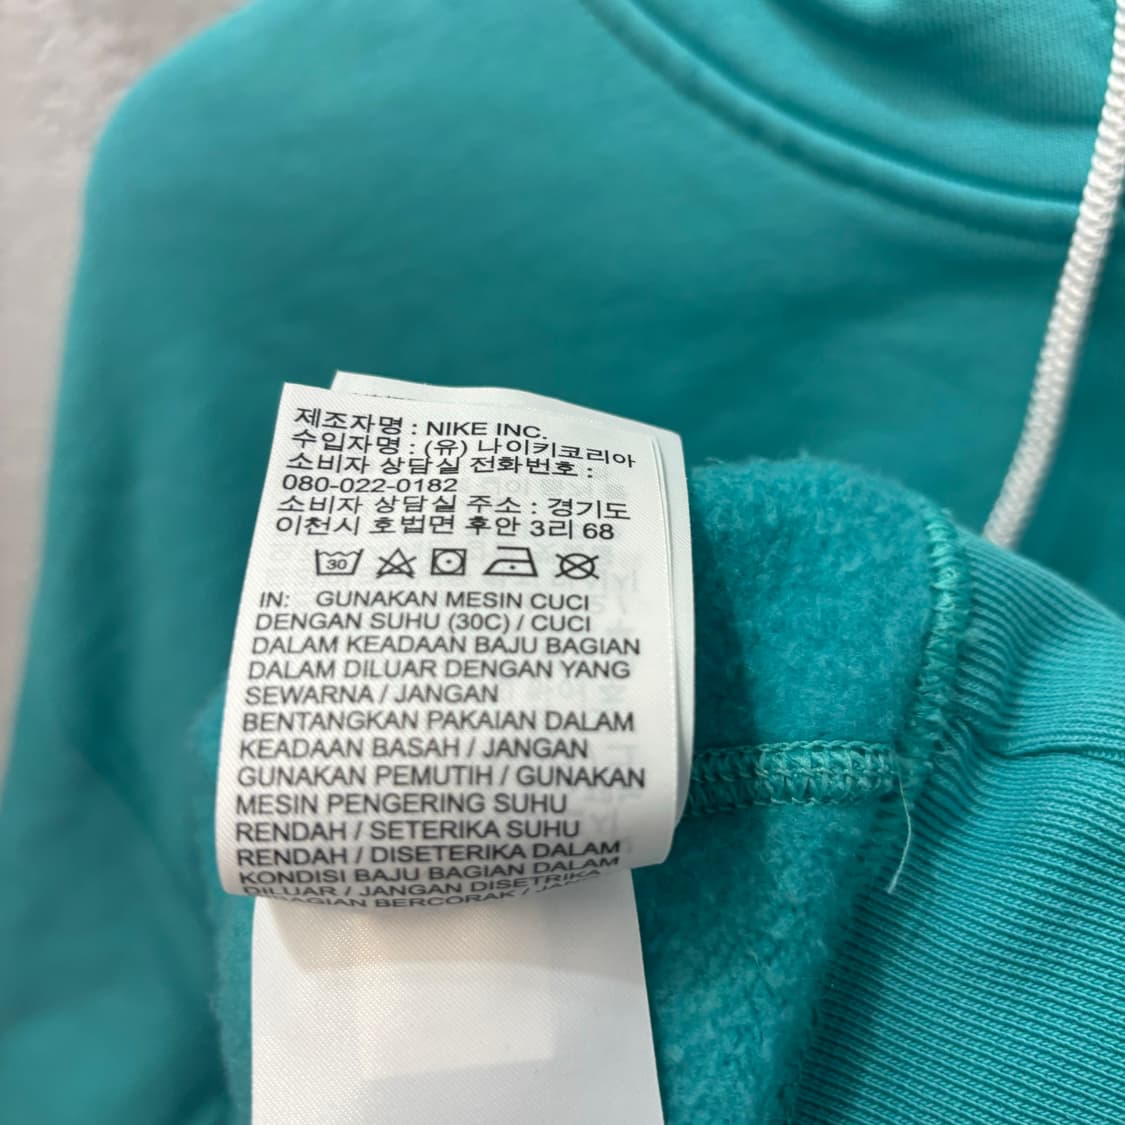 제조자명 : NIKE INC.
수입자명 : (유) 나이키코리아
소비자 상담실 전화번호 :
080-022-0182
소비자 상담실 주소 : 경기도
이천시 호법면 후안 3리 68
30
IN: GUNAKAN MESIN CUCI
DENGAN SUHU (30C) / CUCI
DALAM KEADAAN BAJU BAGIAN
DALAM DILUAR DENGAN YANG
SEWARNA / JANGAN
BENTANGKAN PAKAIAN DALAM
KEADAAN BASAH / JANGAN
GUNAKAN PEMUTIH / GUNAKAN
MESIN PENGERING SUHU
RENDAH / SETERIKA SUHU
RENDAH / DISETERIKA DALAM
KONDISI BAJU BAGIAN DALAM
DILUAR / JANGAN DISETRIKA
BAGIAN BERCORAK /